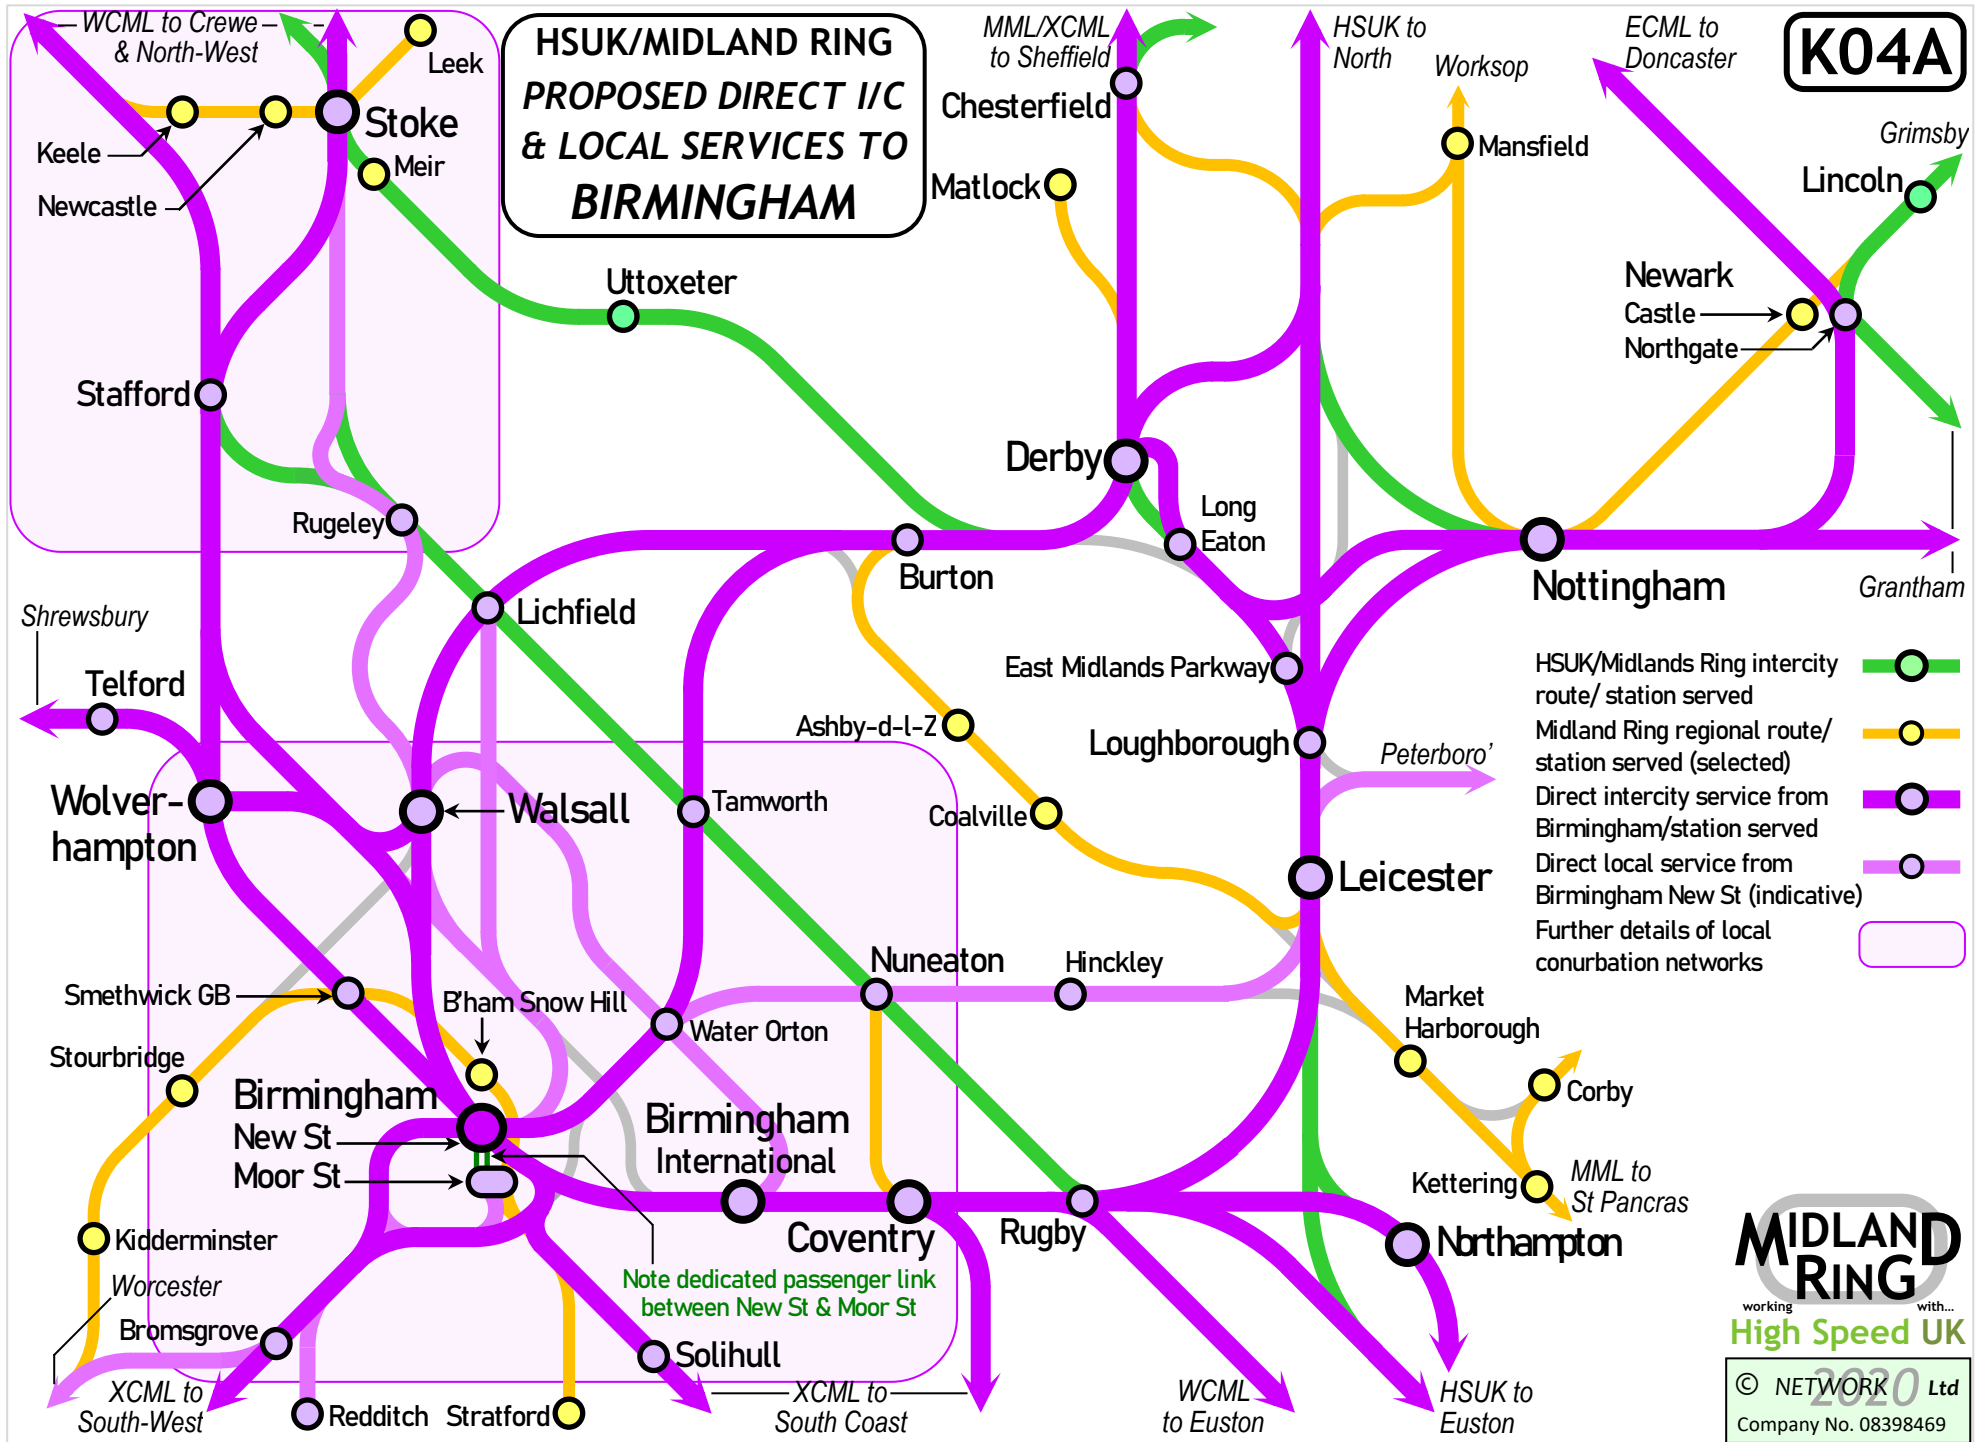 WCML to Crewe
& North-West
Leek
Stoke
Keele
Meir
Newcastle
HSUK/MIDLAND RING
PROPOSED DIRECT I/C
& LOCAL SERVICES TO
BIRMINGHAM
MML/XCML
to Sheffield
Chesterfield
Matlock
HSUK to
North
Worksop
Mansfield
ECML to
Doncaster
K04A
Grimsby
Lincoln
Newark
Castle
Northgate
Uttoxeter
Stafford
Derby
Long
Eaton
Rugeley
Burton
Nottingham
Grantham
Shrewsbury
Lichfield
Telford
East Midlands Parkway
Ashby-d-l-Z
Loughborough
Peterboro'
HSUK/Midlands Ring intercity
route/ station served
Midland Ring regional route/
station served (selected)
Direct intercity service from
Birmingham/station served
Direct local service from
Birmingham New St (indicative)
Further details of local
conurbation networks
Wolver-
hampton
Walsall
Tamworth
Coalville
Leicester
Nuneaton
Hinckley
Smethwick GB
B'ham Snow Hill
Water Orton
Market
Harborough
Stourbridge
Corby
Birmingham
New St
Moor St
Birmingham
International
Kettering
MML to
St Pancras
Coventry
Rugby
Northampton
Kidderminster
Worcester
Note dedicated passenger link
between New St & Moor St
Bromsgrove
Solihull
XCML to
South-West
Redditch
Stratford
XCML to
South Coast
WCML
to Euston
HSUK to
Euston
MIDLAND
RING
working with...
High Speed UK
© NETWORK 2020 Ltd
Company No. 08398469